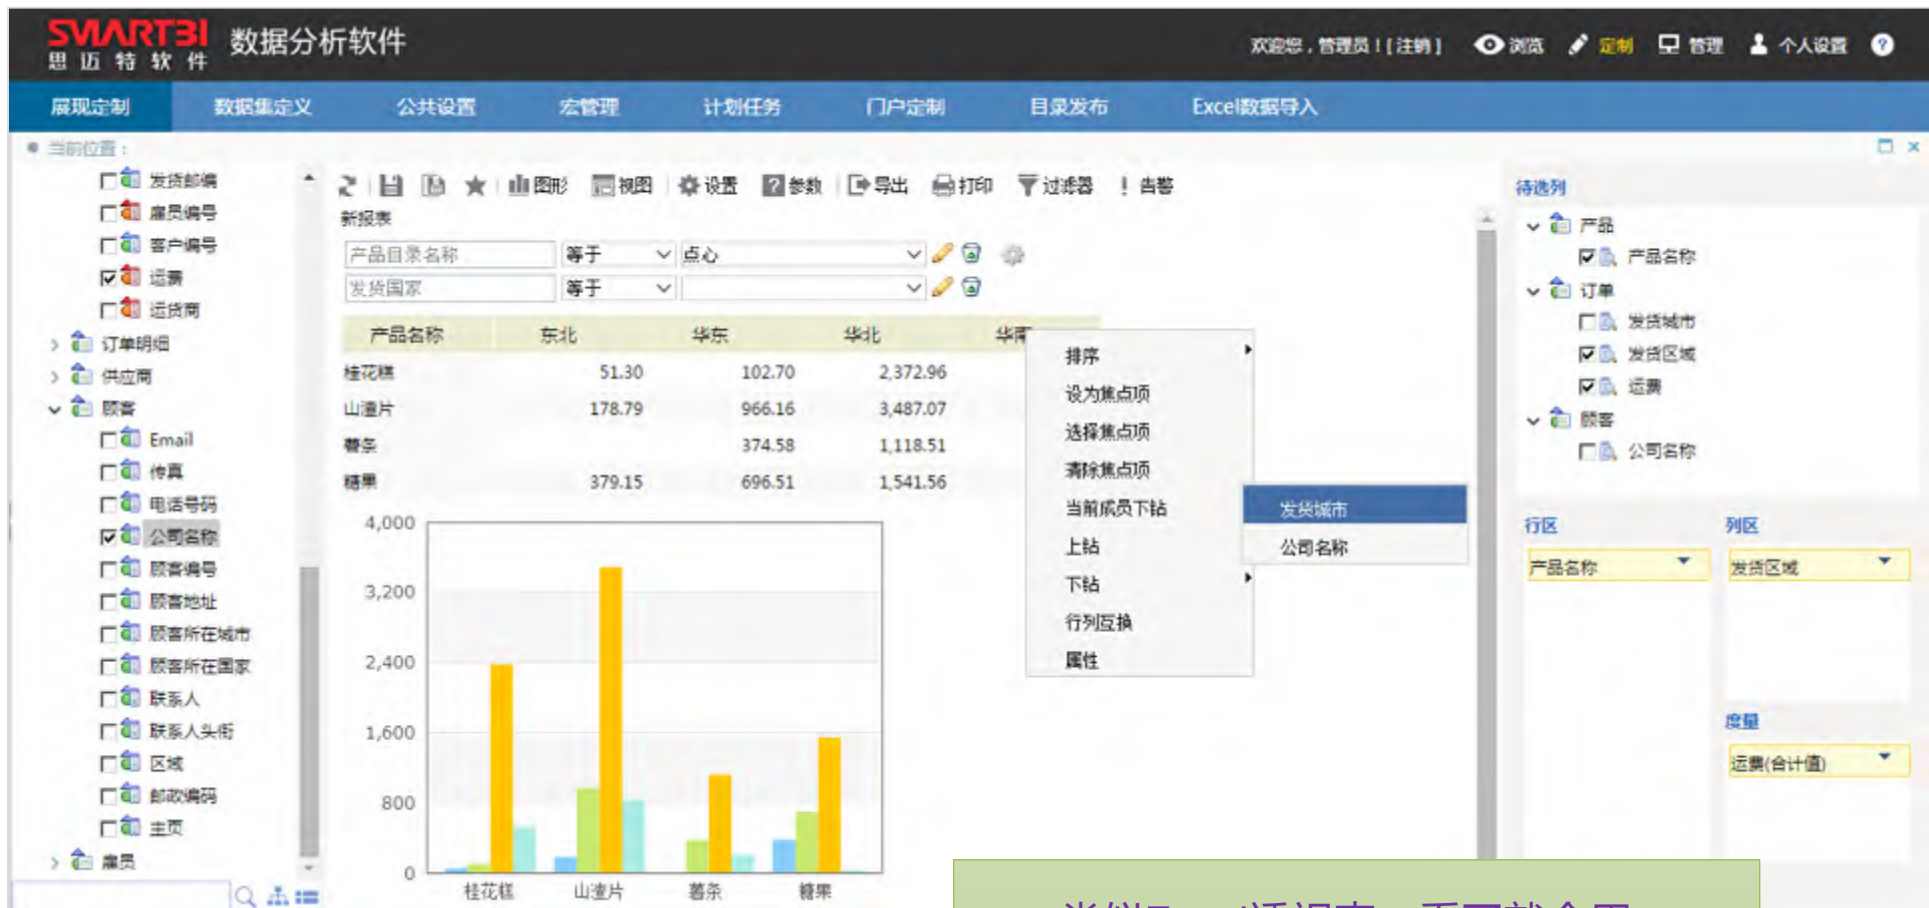 SMARTBI
思迈特软件
数据分析软件
欢迎您，管理员！[注销] 浏览 定制 管理 个人设置
展现定制 数据集定义 公共设置 宏管理 计划任务 门户定制 目录发布 Excel数据导入
当前位置：
发货邮编
雇员编号
客户编号
运费
运货商
订单明细
供应商
顾客
Email
传真
电话号码
公司名称
顾客编号
顾客地址
顾客所在城市
顾客所在国家
联系人
联系人头衔
区域
邮政编码
主页
雇员
图形 视图 设置 参数 导出 打印 过滤器 告警
新报表
产品目录名称 等于 点心
发货国家 等于
产品名称 东北 华东 华北 华南
桂花糕 51.30 102.70 2,372.96
山渣片 178.79 966.16 3,487.07
薯条 374.58 1,118.51
糖果 379.15 696.51 1,541.56
4,000
3,200
2,400
1,600
800
0
桂花糕 山渣片 薯条 糖果
排序
设为焦点项
选择焦点项
清除焦点项
当前成员下钻
上钻
下钻
行列互换
属性
发货城市
公司名称
待选列
产品
产品名称
订单
发货城市
发货区域
运费
顾客
公司名称
行区 列区
产品名称 发货区域
度量
运费(合计值)